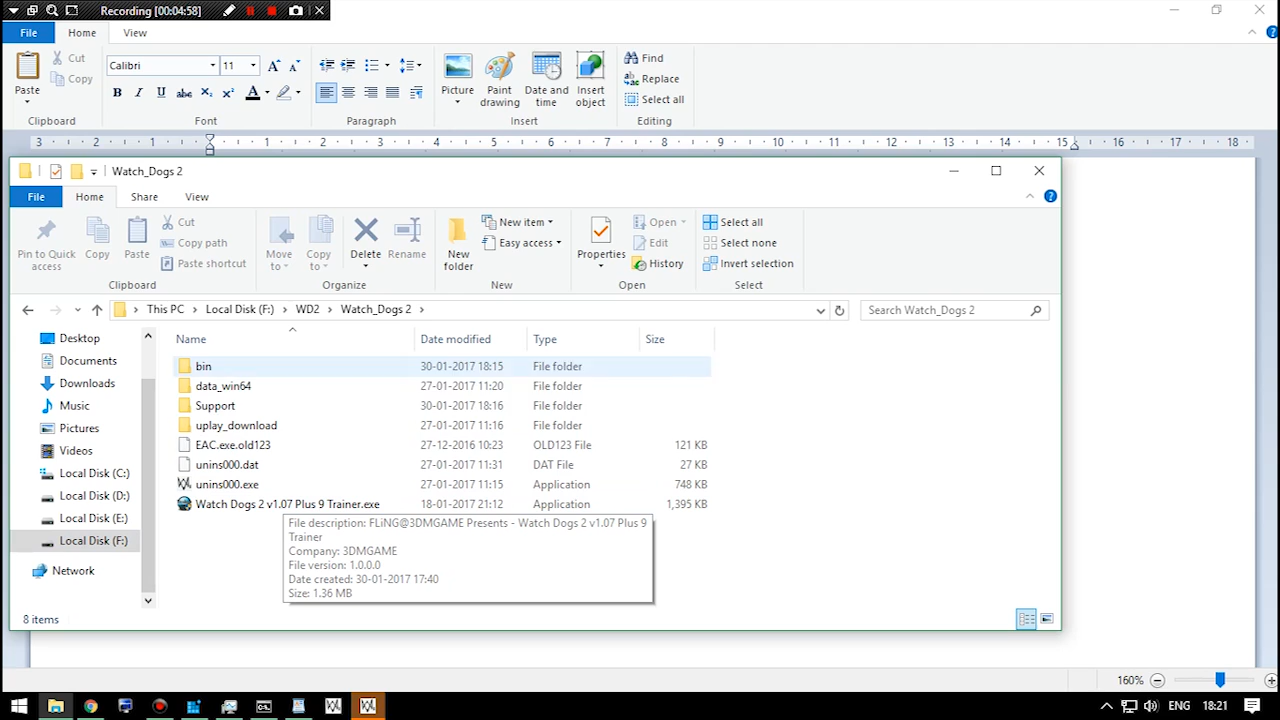 Recording [00:04:58]
File Home View
Cut
Copy
Paste
Clipboard
Calibri 11
B I U abc X₂ X² A
Font
Paragraph
Picture
Paint drawing
Date and time
Insert object
Insert
Find
Replace
Select all
Editing
3 2 1 1 2 3 4 5 6 7 8 9 10 11 12 13 14 15 16 17 18
Watch_Dogs 2
File Home Share View
Pin to Quick access
Copy
Paste
Cut
Copy path
Paste shortcut
Clipboard
Move to
Copy to
Delete
Rename
Organize
New folder
New item
Easy access
New
Properties
Open
Edit
History
Open
Select all
Select none
Invert selection
Select
This PC > Local Disk (F:) > WD2 > Watch_Dogs 2 >
Search Watch_Dogs 2
Desktop
Documents
Downloads
Music
Pictures
Videos
Local Disk (C:)
Local Disk (D:)
Local Disk (E:)
Local Disk (F:)
Network
Name Date modified Type Size
bin 30-01-2017 18:15 File folder
data_win64 27-01-2017 11:20 File folder
Support 30-01-2017 18:16 File folder
uplay_download 27-01-2017 11:16 File folder
EAC.exe.old123 27-12-2016 10:23 OLD123 File 121 KB
unins000.dat 27-01-2017 11:31 DAT File 27 KB
unins000.exe 27-01-2017 11:15 Application 748 KB
Watch Dogs 2 v1.07 Plus 9 Trainer.exe 18-01-2017 21:12 Application 1,395 KB
File description: FLiNG@3DMGAME Presents - Watch Dogs 2 v1.07 Plus 9
Trainer
Company: 3DMGAME
File version: 1.0.0.0
Date created: 30-01-2017 17:40
Size: 1.36 MB
8 items
160%
ENG 18:21